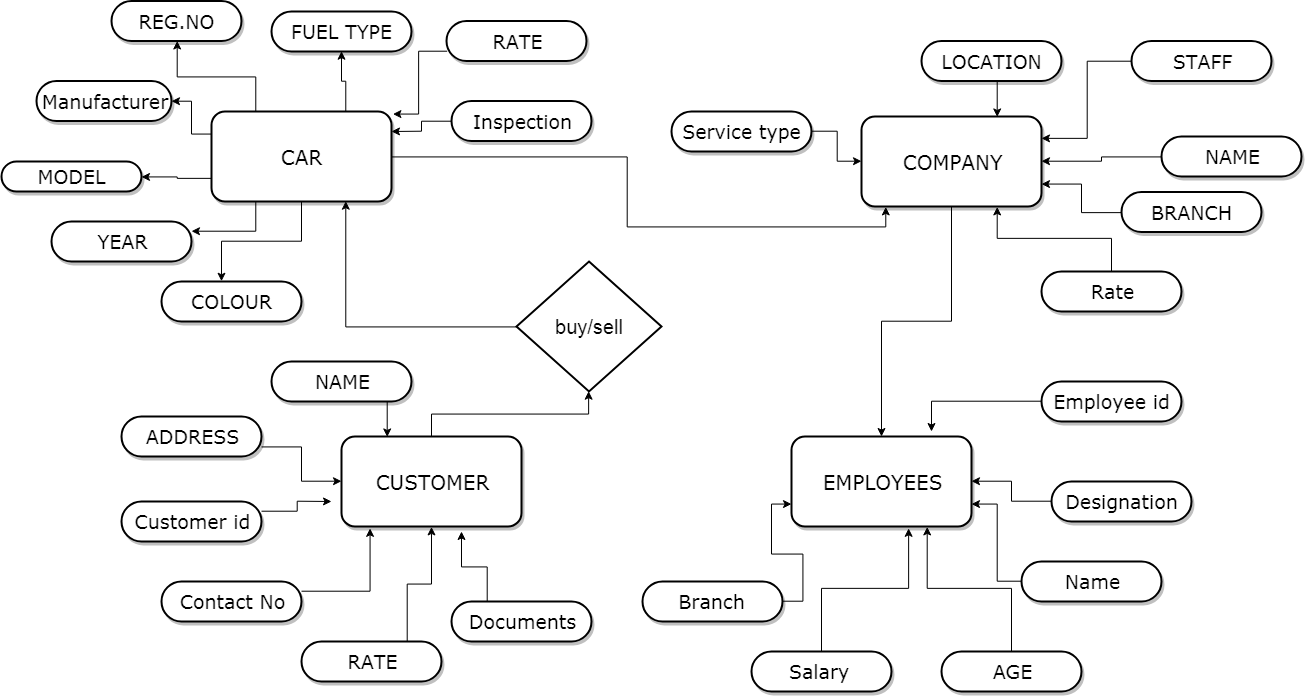 REG.NO
FUEL TYPE
RATE
Manufacturer
Inspection
CAR
MODEL
YEAR
COLOUR
LOCATION
STAFF
Service type
COMPANY
NAME
BRANCH
Rate
buy/sell
NAME
ADDRESS
CUSTOMER
Customer id
Contact No
RATE
Documents
Employee id
EMPLOYEES
Designation
Branch
Name
Salary
AGE